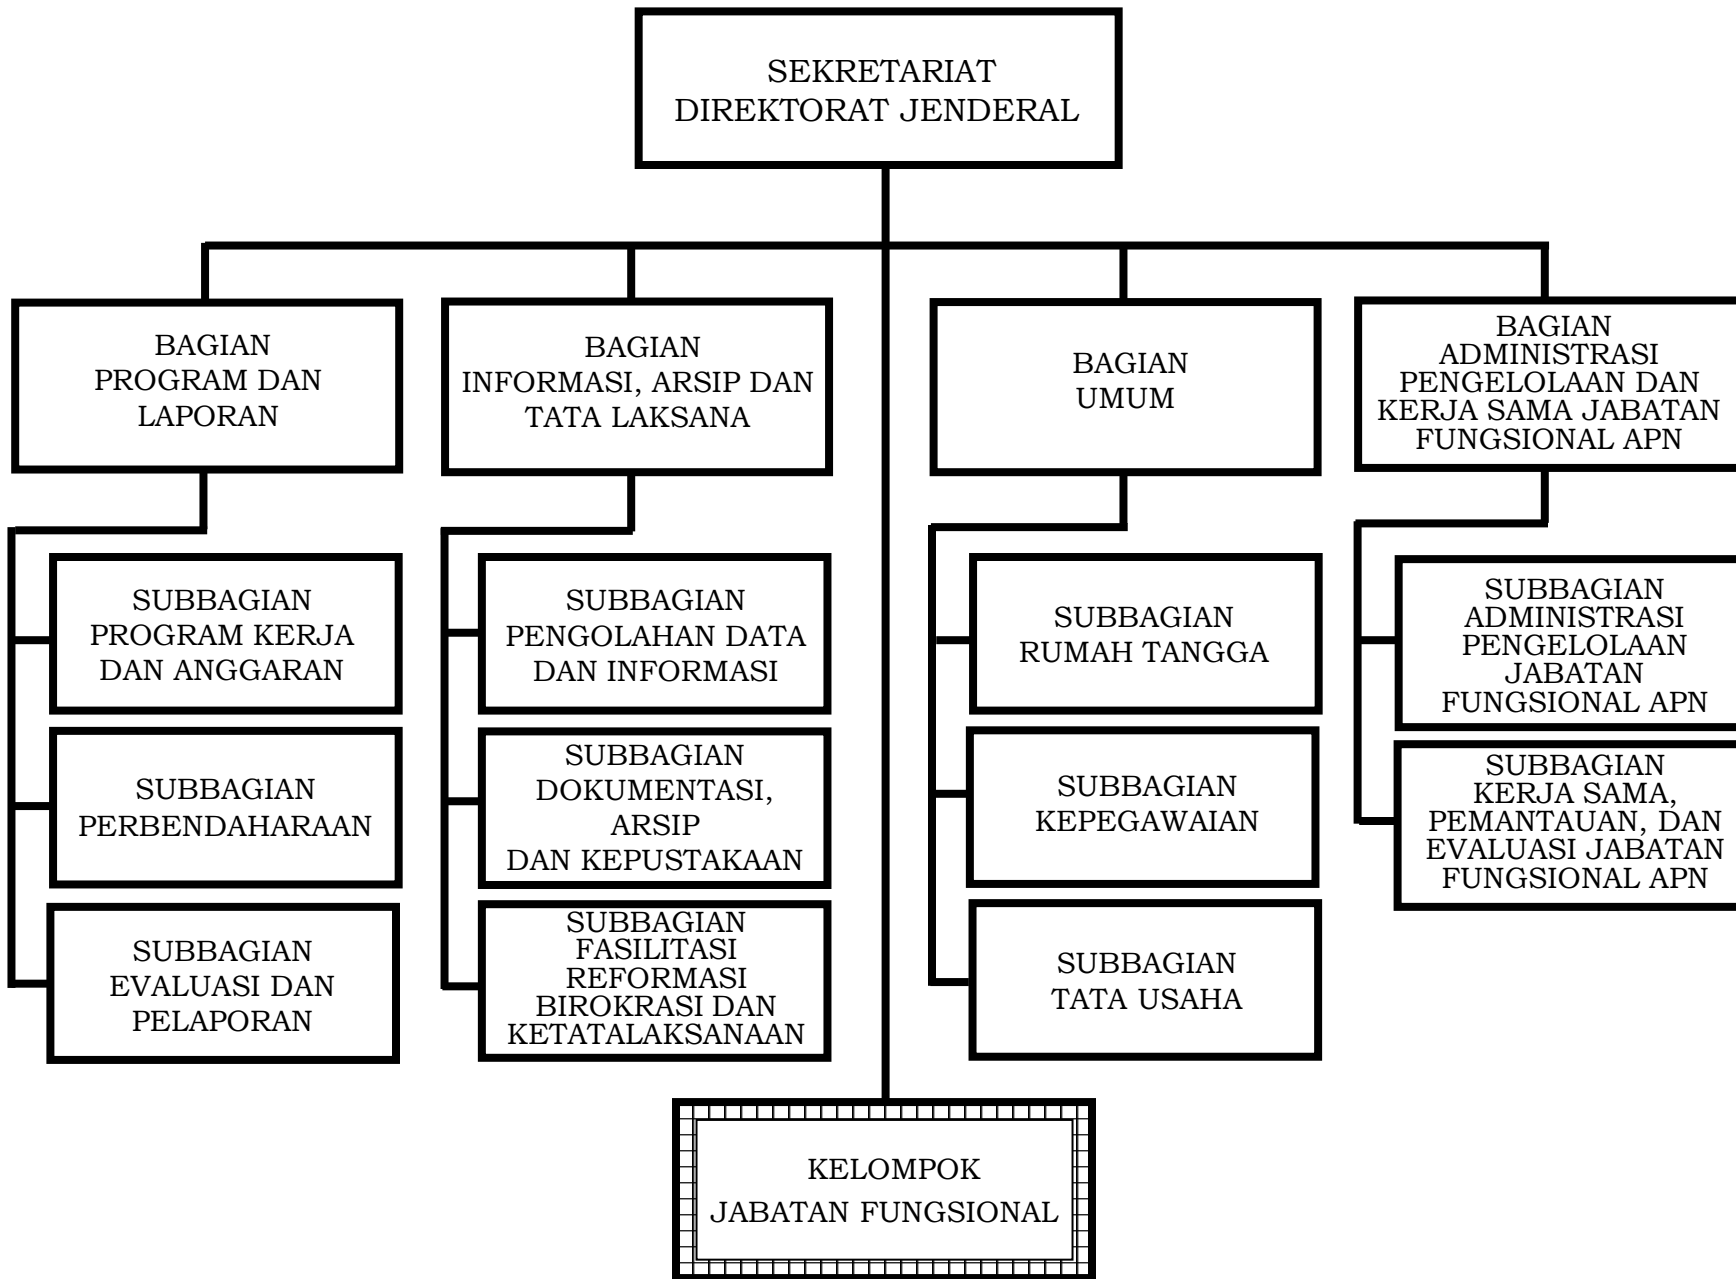 SEKRETARIAT
DIREKTORAT JENDERAL
BAGIAN
PROGRAM DAN
LAPORAN
BAGIAN
INFORMASI, ARSIP DAN
TATA LAKSANA
BAGIAN
UMUM
BAGIAN
ADMINISTRASI
PENGELOLAAN DAN
KERJA SAMA JABATAN
FUNGSIONAL APN
SUBBAGIAN
PROGRAM KERJA
DAN ANGGARAN
SUBBAGIAN
PENGOLAHAN DATA
DAN INFORMASI
SUBBAGIAN
RUMAH TANGGA
SUBBAGIAN
ADMINISTRASI
PENGELOLAAN
JABATAN
FUNGSIONAL APN
SUBBAGIAN
PERBENDAHARAAN
SUBBAGIAN
DOKUMENTASI,
ARSIP
DAN KEPUSTAKAAN
SUBBAGIAN
KEPEGAWAIAN
SUBBAGIAN
KERJA SAMA,
PEMANTAUAN, DAN
EVALUASI JABATAN
FUNGSIONAL APN
SUBBAGIAN
EVALUASI DAN
PELAPORAN
SUBBAGIAN
FASILITASI
REFORMASI
BIROKRASI DAN
KETATALAKSANAAN
SUBBAGIAN
TATA USAHA
KELOMPOK
JABATAN FUNGSIONAL